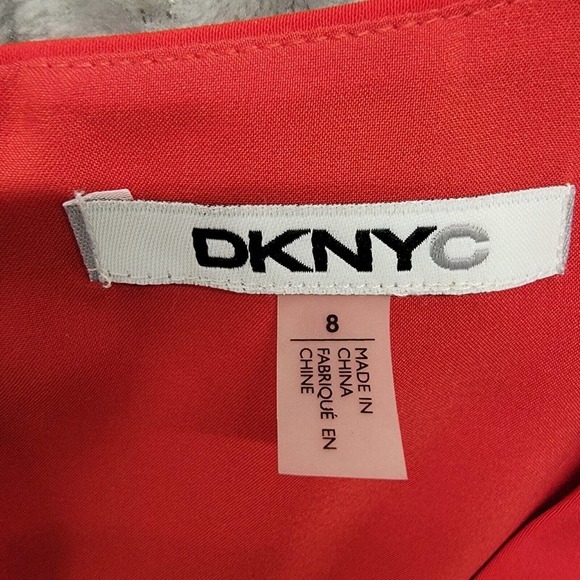 DKNYC
8
MADE IN
CHINA
FABRIQUÉ EN
CHINE